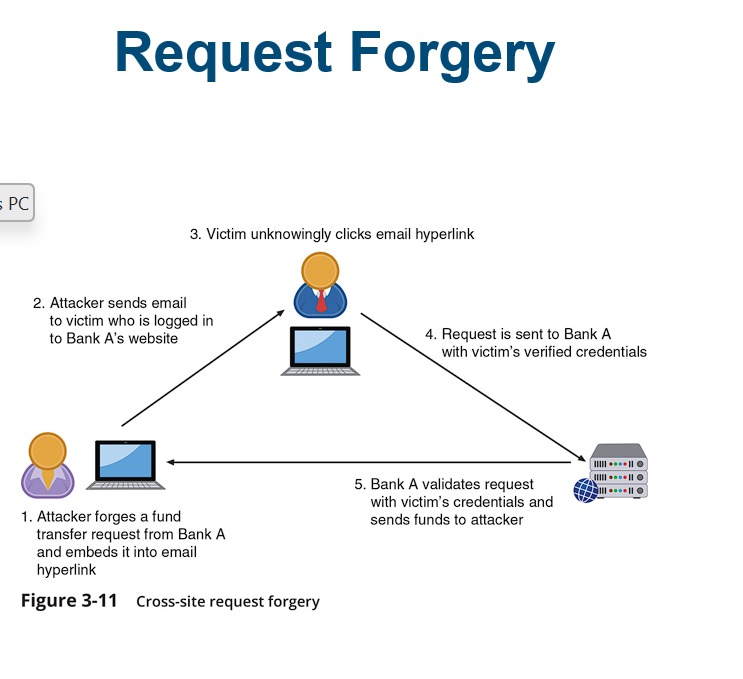 Request Forgery
s PC
3. Victim unknowingly clicks email hyperlink
2. Attacker sends email
to victim who is logged in
to Bank A's website
4. Request is sent to Bank A
with victim's verified credentials
5. Bank A validates request
with victim's credentials and
sends funds to attacker
1. Attacker forges a fund
transfer request from Bank A
and embeds it into email
hyperlink
Figure 3-11 Cross-site request forgery